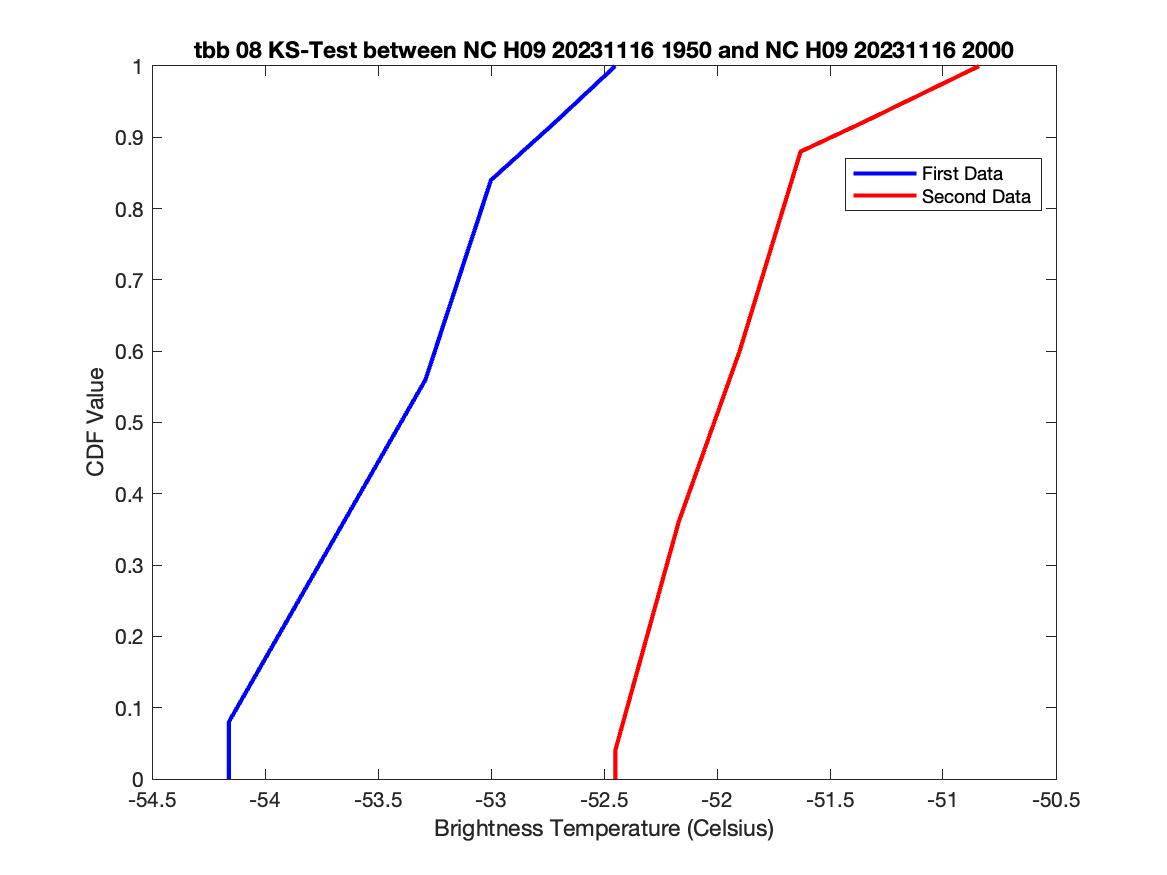 tbb 08 KS-Test between NC H09 20231116 1950 and NC H09 20231116 2000
1
0.9
0.8
0.7
0.6
0.5
0.4
0.3
0.2
0.1
0
CDF Value
First Data
Second Data
-54.5 -54 -53.5 -53 -52.5 -52 -51.5 -51 -50.5
Brightness Temperature (Celsius)